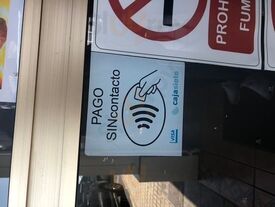 PROH
FUM
PAGO
SINcontacto
cajasiete
VISA